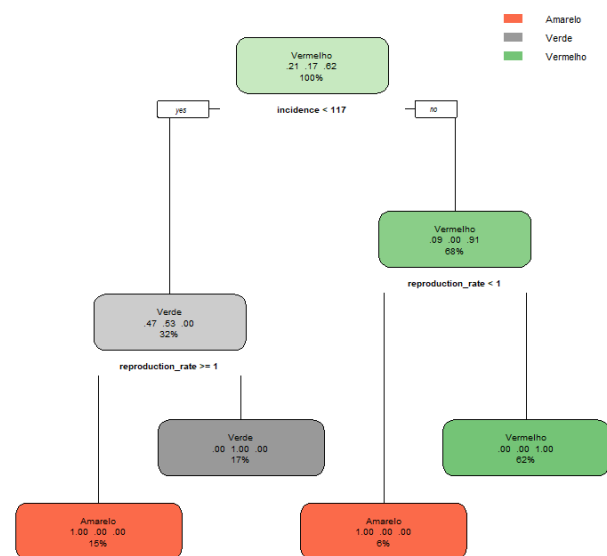 Amarelo
Verde
Vermelho
Vermelho
.21 .17 .62
100%
yes
incidence < 117
no
Vermelho
.09 .00 .91
68%
reproduction_rate < 1
Verde
.47 .53 .00
32%
reproduction_rate >= 1
Verde
.00 1.00 .00
17%
Vermelho
.00 .00 1.00
62%
Amarelo
1.00 .00 .00
15%
Amarelo
1.00 .00 .00
6%